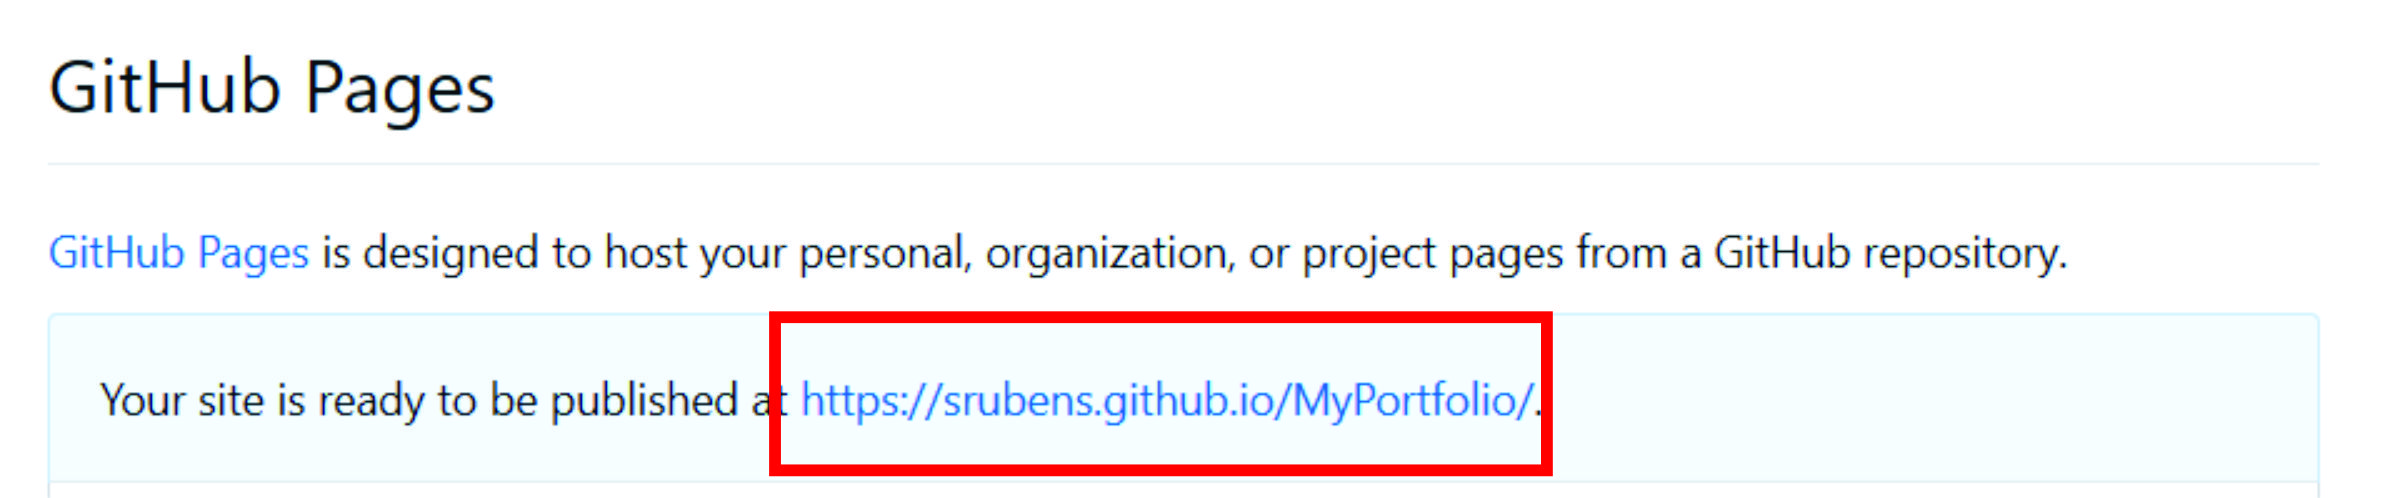 GitHub Pages
GitHub Pages is designed to host your personal, organization, or project pages from a GitHub repository.
Your site is ready to be published at https://srubens.github.io/MyPortfolio/.